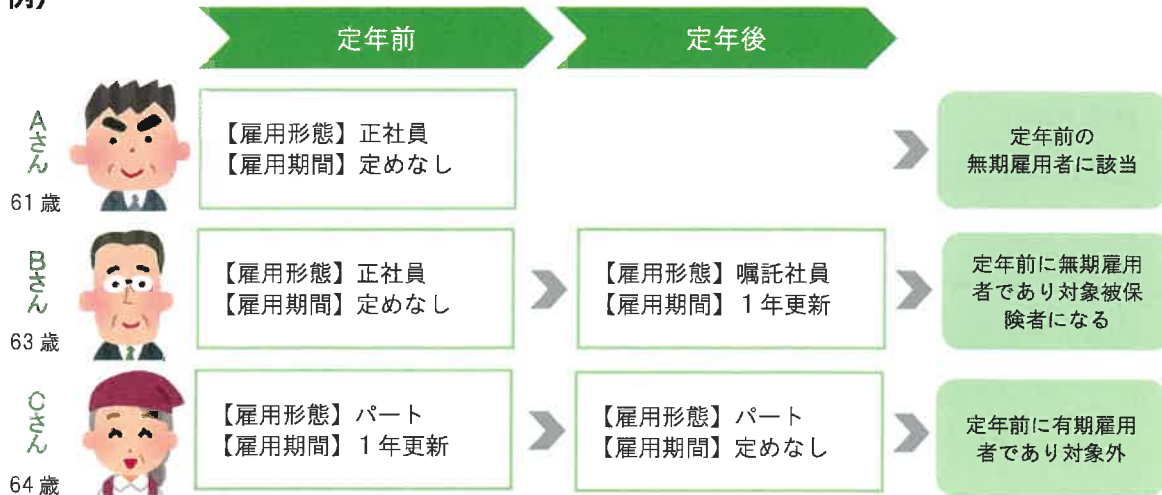 例）
定年前
定年後
Aさん
61歳
【雇用形態】正社員
【雇用期間】定めなし
定年前の
無期雇用者に該当
Bさん
63歳
【雇用形態】正社員
【雇用期間】定めなし
【雇用形態】嘱託社員
【雇用期間】１年更新
定年前に無期雇用
者であり対象被保
険者になる
Cさん
64歳
【雇用形態】パート
【雇用期間】１年更新
【雇用形態】パート
【雇用期間】定めなし
定年前に有期雇用
者であり対象外